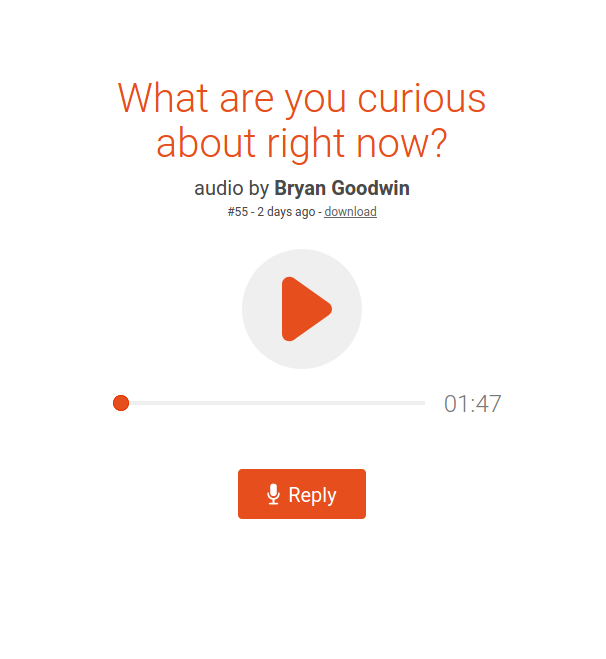 What are you curious
about right now?
audio by Bryan Goodwin
#55 - 2 days ago - download
01:47
Reply